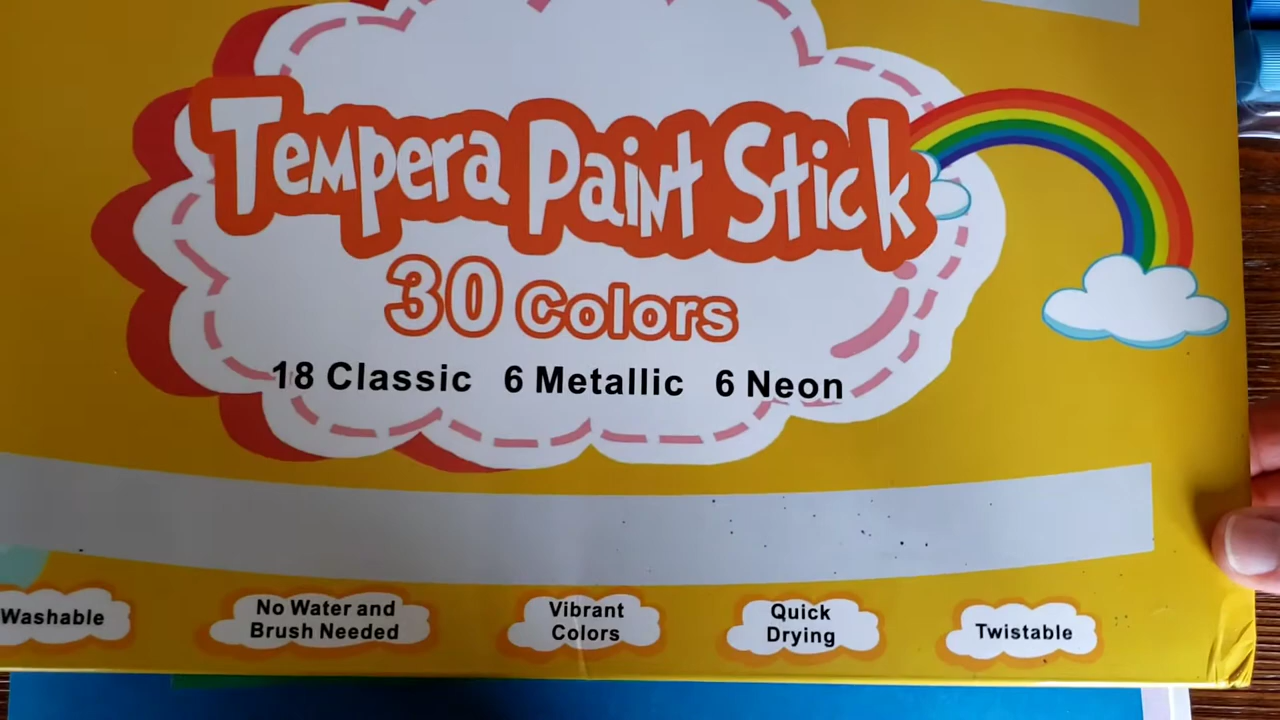 Tempera Paint Stick
30 Colors
18 Classic 6 Metallic 6 Neon
Washable
No Water and
Brush Needed
Vibrant
Colors
Quick
Drying
Twistable